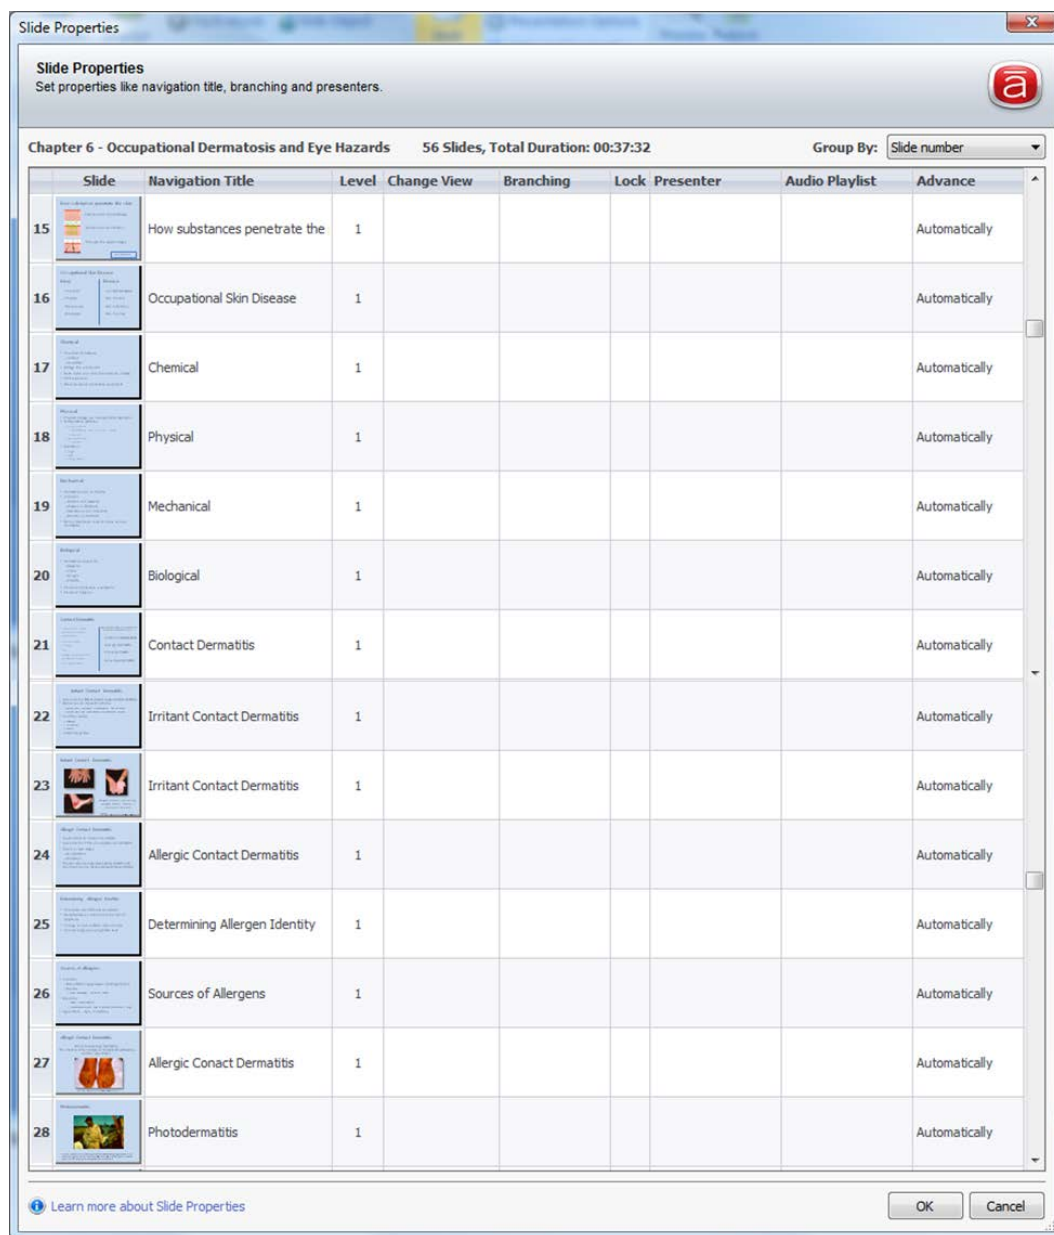 Slide Properties
Slide Properties
Set properties like navigation title, branching and presenters.
Chapter 6 - Occupational Dermatosis and Eye Hazards 56 Slides, Total Duration: 00:37:32 Group By: Slide number
Slide Navigation Title Level Change View Branching Lock Presenter Audio Playlist Advance
15 How substances penetrate the 1 Automatically
16 Occupational Skin Disease 1 Automatically
17 Chemical 1 Automatically
18 Physical 1 Automatically
19 Mechanical 1 Automatically
20 Biological 1 Automatically
21 Contact Dermatitis 1 Automatically
22 Irritant Contact Dermatitis 1 Automatically
23 Irritant Contact Dermatitis 1 Automatically
24 Allergic Contact Dermatitis 1 Automatically
25 Determining Allergen Identity 1 Automatically
26 Sources of Allergens 1 Automatically
27 Allergic Conact Dermatitis 1 Automatically
28 Photodermatitis 1 Automatically
Learn more about Slide Properties OK Cancel